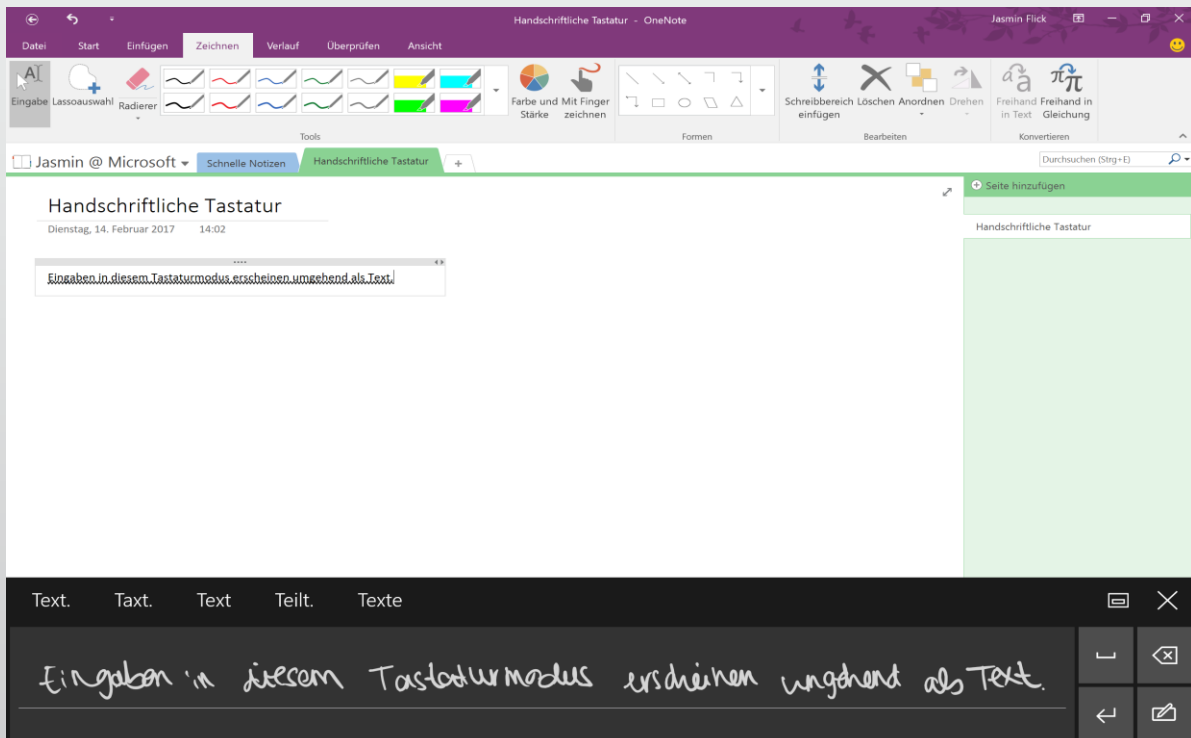 Handschriftliche Tastatur - OneNote
Jasmin Flick
Datei Start Einfügen Zeichnen Verlauf Überprüfen Ansicht
Eingabe Lassoauswahl Radierer Farbe und Stärke Mit Finger zeichnen Schreibbereich einfügen Löschen Anordnen Drehen Freihand in Text Freihand in Gleichung
Tools Formen Bearbeiten Konvertieren
Jasmin @ Microsoft Schnelle Notizen Handschriftliche Tastatur + Durchsuchen (Strg+E)
Seite hinzufügen
Handschriftliche Tastatur
Handschriftliche Tastatur
Dienstag, 14. Februar 2017 14:02
Eingaben in diesem Tastaturmodus erscheinen umgehend als Text.
Text. Taxt. Text Teilt. Texte
Eingaben in diesem Tastaturmodus erscheinen umgehend als Text.